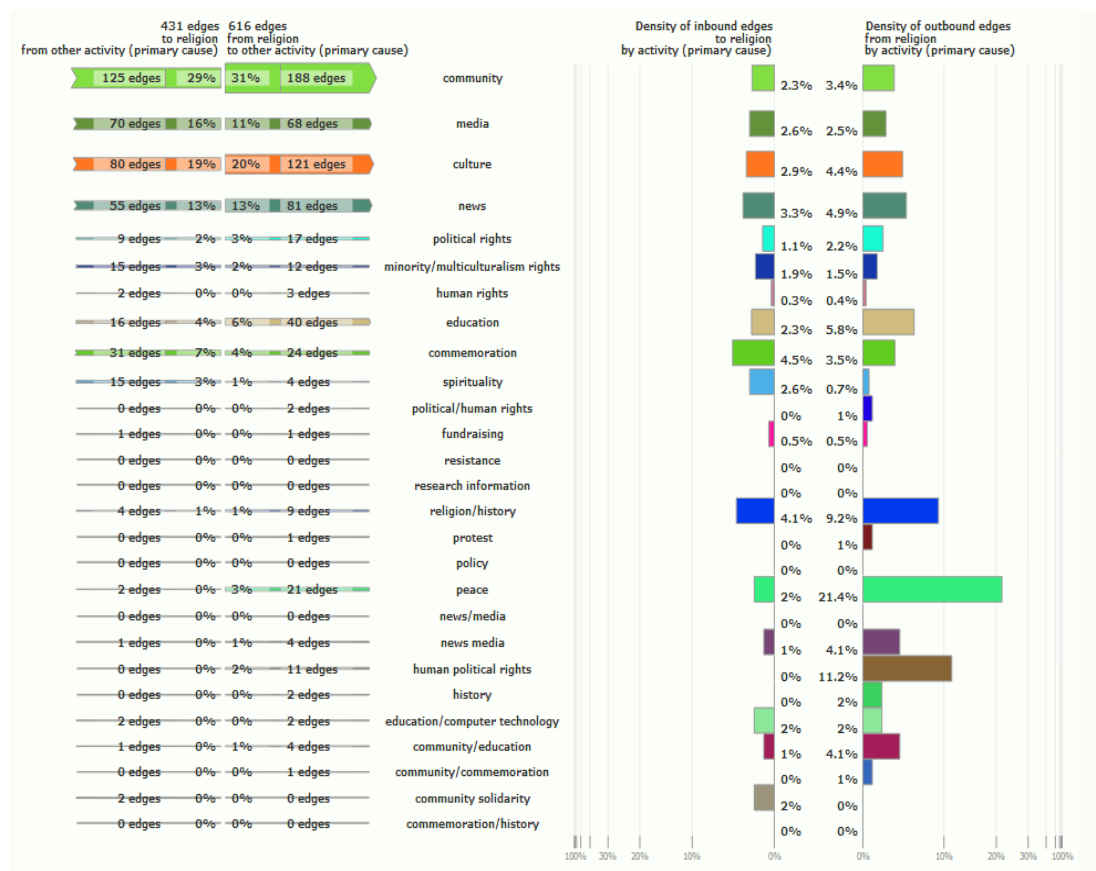 431 edges
to religion
from other activity (primary cause)
616 edges
from religion
to other activity (primary cause)
Density of inbound edges
to religion
by activity (primary cause)
Density of outbound edges
from religion
by activity (primary cause)
125 edges 29% 31% 188 edges community 2.3% 3.4%
70 edges 16% 11% 68 edges media 2.6% 2.5%
80 edges 19% 20% 121 edges culture 2.9% 4.4%
55 edges 13% 13% 81 edges news 3.3% 4.9%
9 edges 2% 3% 17 edges political rights 1.1% 2.2%
15 edges 3% 2% 12 edges minority/multiculturalism rights 1.9% 1.5%
2 edges 0% 0% 3 edges human rights 0.3% 0.4%
16 edges 4% 6% 40 edges education 2.3% 5.8%
31 edges 7% 4% 24 edges commemoration 4.5% 3.5%
15 edges 3% 1% 4 edges spirituality 2.6% 0.7%
0 edges 0% 0% 2 edges political/human rights 0% 1%
1 edges 0% 0% 1 edges fundraising 0.5% 0.5%
0 edges 0% 0% 0 edges resistance 0% 0%
0 edges 0% 0% 0 edges research information 0% 0%
4 edges 1% 1% 9 edges religion/history 4.1% 9.2%
0 edges 0% 0% 1 edges protest 0% 1%
0 edges 0% 0% 0 edges policy 0% 0%
2 edges 0% 3% 21 edges peace 2% 21.4%
0 edges 0% 0% 0 edges news/media 0% 0%
1 edges 0% 1% 4 edges news media 1% 4.1%
0 edges 0% 2% 11 edges human political rights 0% 11.2%
0 edges 0% 0% 2 edges history 0% 2%
2 edges 0% 0% 2 edges education/computer technology 2% 2%
1 edges 0% 1% 4 edges community/education 1% 4.1%
0 edges 0% 0% 1 edges community/commemoration 0% 1%
2 edges 0% 0% 0 edges community solidarity 2% 0%
0 edges 0% 0% 0 edges commemoration/history 0% 0%
100% 30% 20% 10% 0% 0% 10% 20% 30% 100%